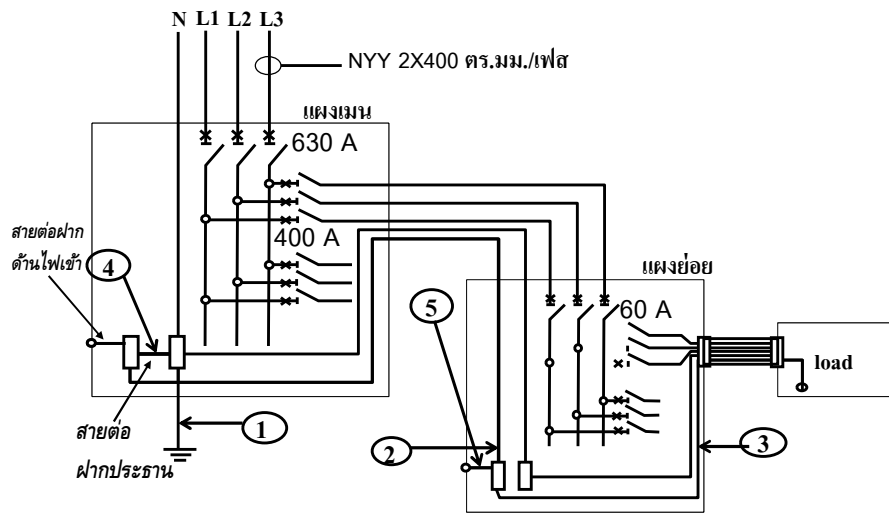 N L1 L2 L3
NYY 2X400 ตร.มม./เฟส
แผงเมน
630 A
400 A
สายต่อฝาก
ด้านไฟเข้า
4
แผงย่อย
5
60 A
load
สายต่อ
ฝากประธาน
1
2
3